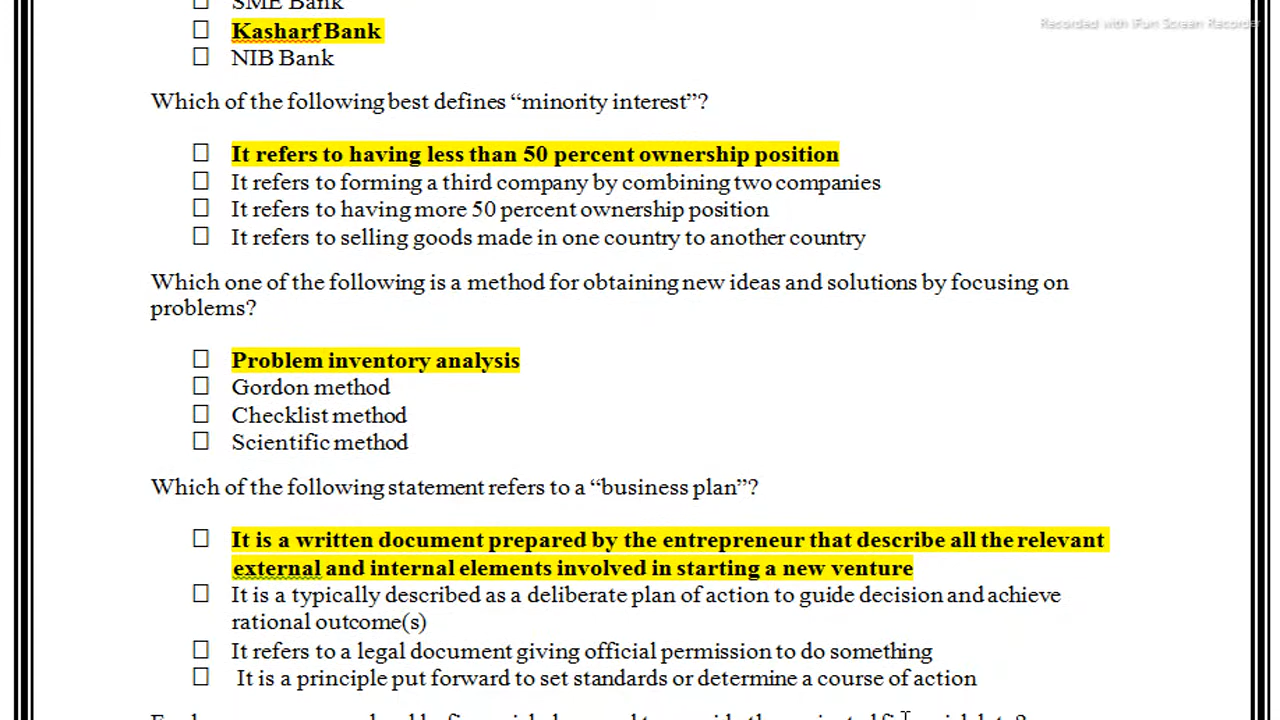 SME Bank
Recorded with iFun Screen Recorder
Kasharf Bank
NIB Bank
Which of the following best defines “minority interest”?
It refers to having less than 50 percent ownership position
It refers to forming a third company by combining two companies
It refers to having more 50 percent ownership position
It refers to selling goods made in one country to another country
Which one of the following is a method for obtaining new ideas and solutions by focusing on
problems?
Problem inventory analysis
Gordon method
Checklist method
Scientific method
Which of the following statement refers to a “business plan”?
It is a written document prepared by the entrepreneur that describe all the relevant
external and internal elements involved in starting a new venture
It is a typically described as a deliberate plan of action to guide decision and achieve
rational outcome(s)
It refers to a legal document giving official permission to do something
It is a principle put forward to set standards or determine a course of action